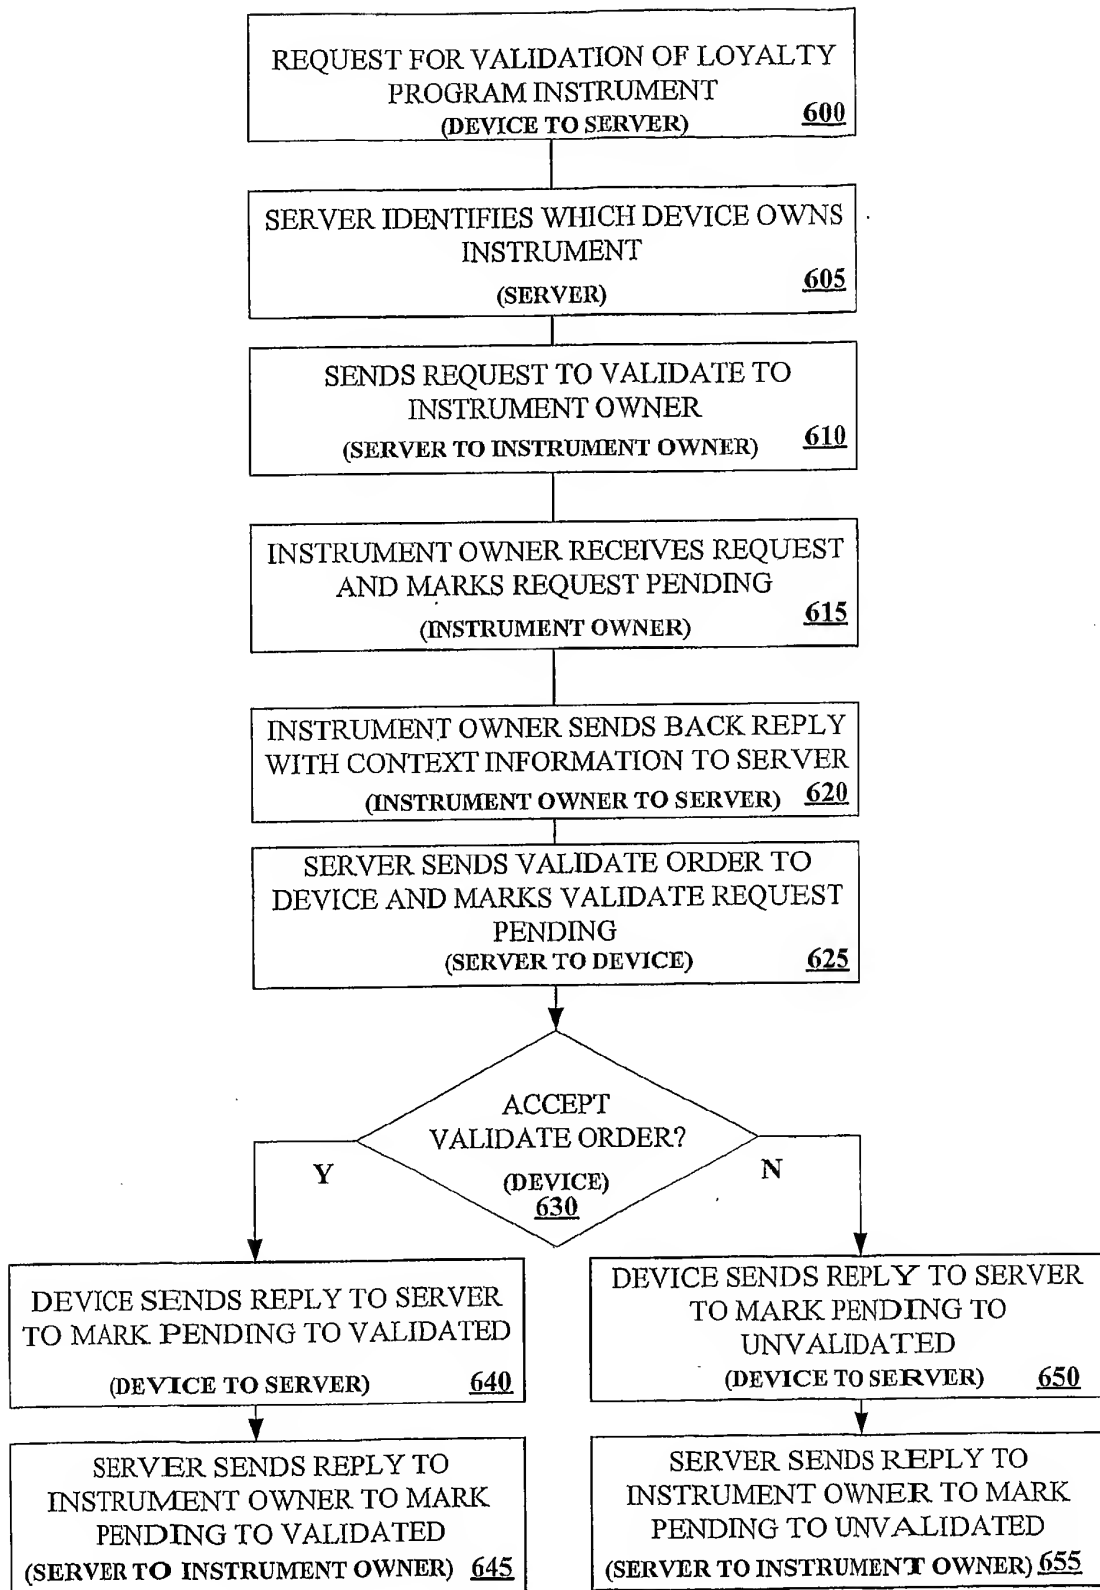 REQUEST FOR VALIDATION OF LOYALTY
PROGRAM INSTRUMENT
(DEVICE TO SERVER)
600
SERVER IDENTIFIES WHICH DEVICE OWNS
INSTRUMENT
(SERVER)
605
SENDS REQUEST TO VALIDATE TO
INSTRUMENT OWNER
(SERVER TO INSTRUMENT OWNER)
610
INSTRUMENT OWNER RECEIVES REQUEST
AND MARKS REQUEST PENDING
(INSTRUMENT OWNER)
615
INSTRUMENT OWNER SENDS BACK REPLY
WITH CONTEXT INFORMATION TO SERVER
(INSTRUMENT OWNER TO SERVER)
620
SERVER SENDS VALIDATE ORDER TO
DEVICE AND MARKS VALIDATE REQUEST
PENDING
(SERVER TO DEVICE)
625
ACCEPT
VALIDATE ORDER?
(DEVICE)
630
Y
N
DEVICE SENDS REPLY TO SERVER
TO MARK PENDING TO VALIDATED
(DEVICE TO SERVER)
640
DEVICE SENDS REPLY TO SERVER
TO MARK PENDING TO
UNVALIDATED
(DEVICE TO SERVER)
650
SERVER SENDS REPLY TO
INSTRUMENT OWNER TO MARK
PENDING TO VALIDATED
(SERVER TO INSTRUMENT OWNER)
645
SERVER SENDS REPLY TO
INSTRUMENT OWNER TO MARK
PENDING TO UNVALIDATED
(SERVER TO INSTRUMENT OWNER)
655